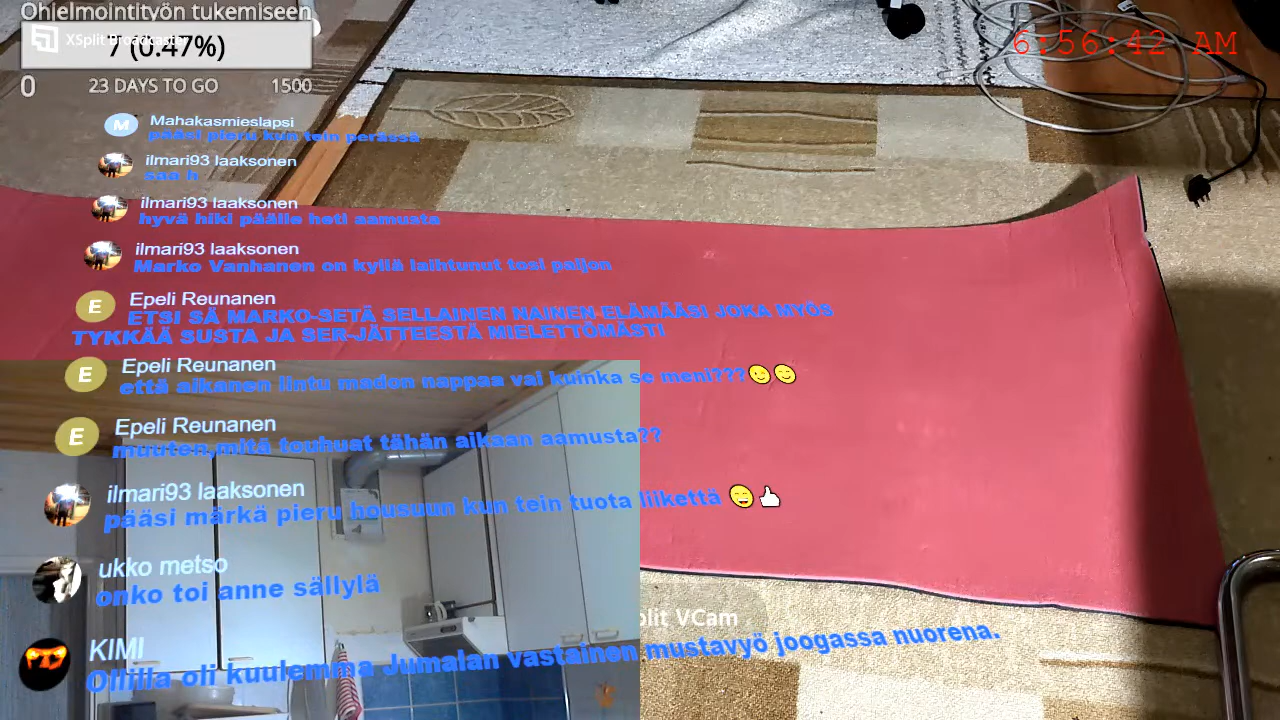 Ohjelmointityön tukemiseen
XSplit Broadcaster
7 (0.47%)
0 23 DAYS TO GO 1500
6:56:42 AM
M Mahakasmieslapsi
pääsi pieru kun tein perässä
ilmari93 laaksonen
saa h
ilmari93 laaksonen
hyvä hiki päälle heti aamusta
ilmari93 laaksonen
Marko Vanhanen on kyllä laihtunut tosi paljon
E Epeli Reunanen
ETSI SÄ MARKO-SETÄ SELLAINEN NAINEN ELÄMÄÄSI JOKA MYÖS
TYKKÄÄ SUSTA JA SER-JÄTTEESTÄ MIELETTÖMÄSTI
E Epeli Reunanen
että aikanen lintu madon nappaa vai kuinka se meni???😉😊
E Epeli Reunanen
muuten,mitä touhuat tähän aikaan aamusta??
ilmari93 laaksonen
pääsi märkä pieru housuun kun tein tuota liikettä 😄👍
ukko metso
onko toi anne sällylä
KIMI
Ollilla oli kuulemma Jumalan vastainen mustavyö joogassa nuorena.
plit VCam